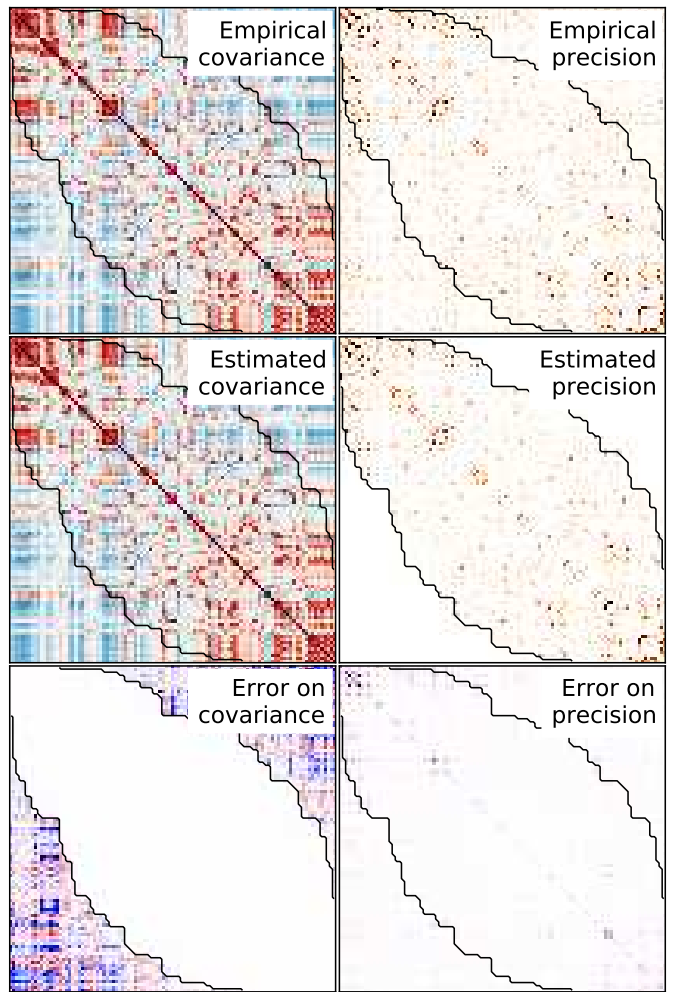 Empirical
covariance
Empirical
precision
Estimated
covariance
Estimated
precision
Error on
covariance
Error on
precision